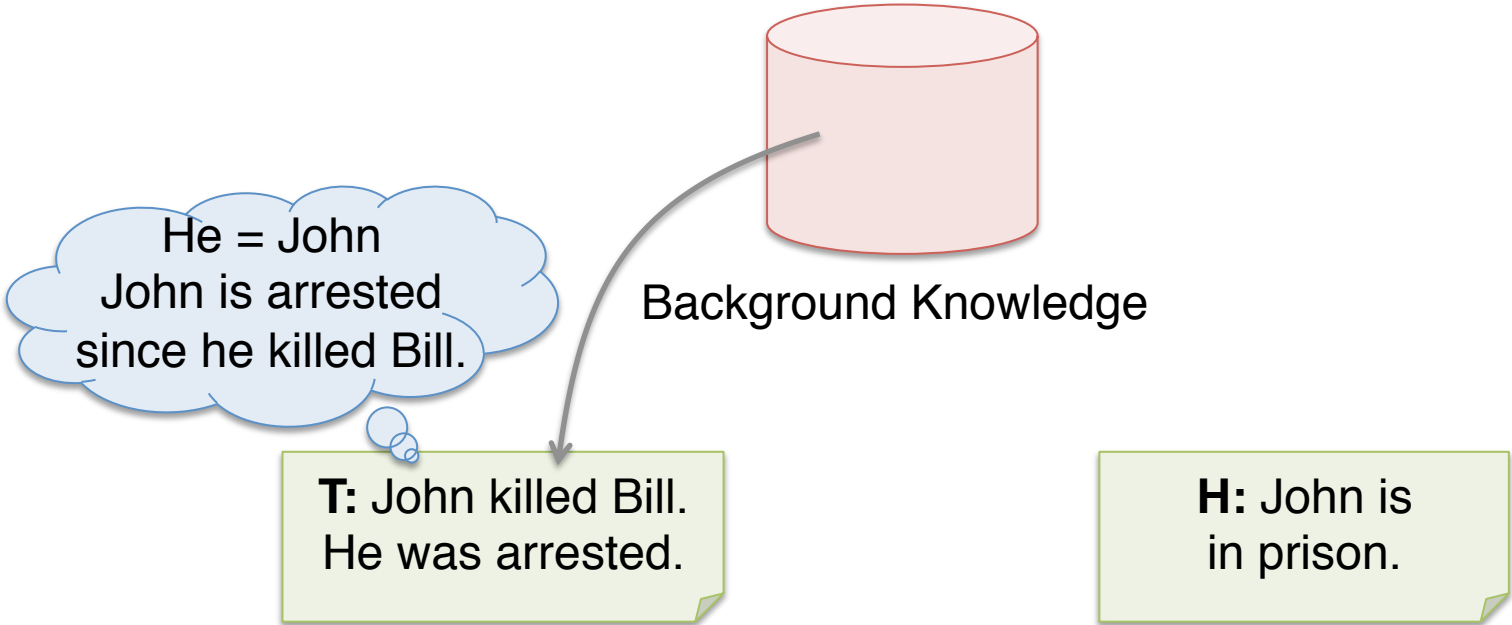 He = John
John is arrested
since he killed Bill.
Background Knowledge
T: John killed Bill.
He was arrested.
H: John is
in prison.